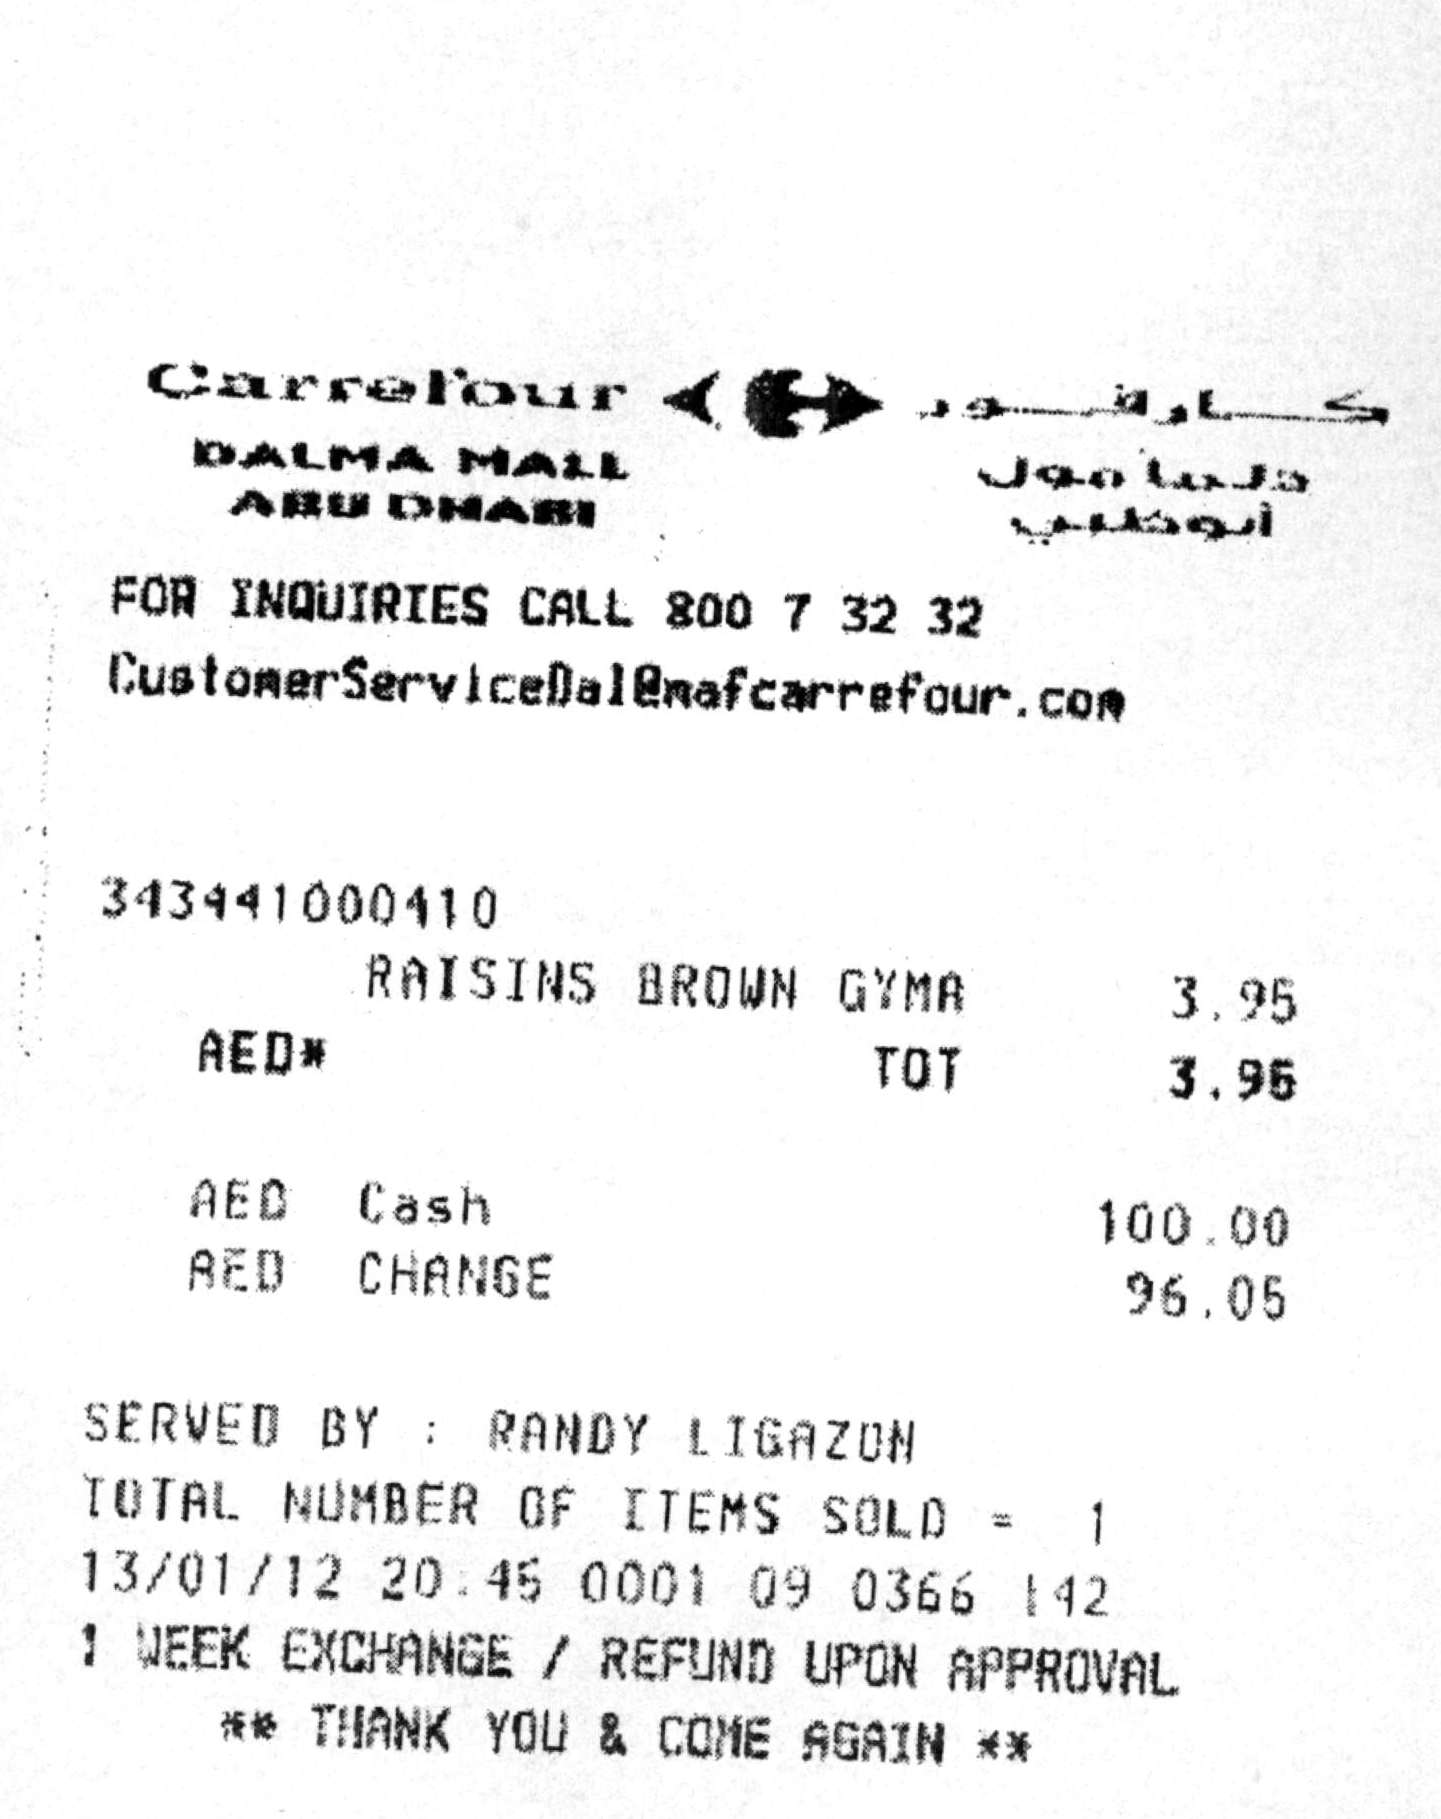 Carrefour كارفور
DALMA MALL دلما مول
ABU DHABI أبوظبي
FOR INQUIRIES CALL 800 7 32 32
CustomerServiceDal@mafcarrefour.com
343441000410
RAISINS BROWN GYMA 3.95
AED* TOT 3.95
AED Cash 100.00
AED CHANGE 96.05
SERVED BY : RANDY LIGAZON
TOTAL NUMBER OF ITEMS SOLD = 1
13/01/12 20:45 0001 09 0366 142
1 WEEK EXCHANGE / REFUND UPON APPROVAL
** THANK YOU & COME AGAIN **